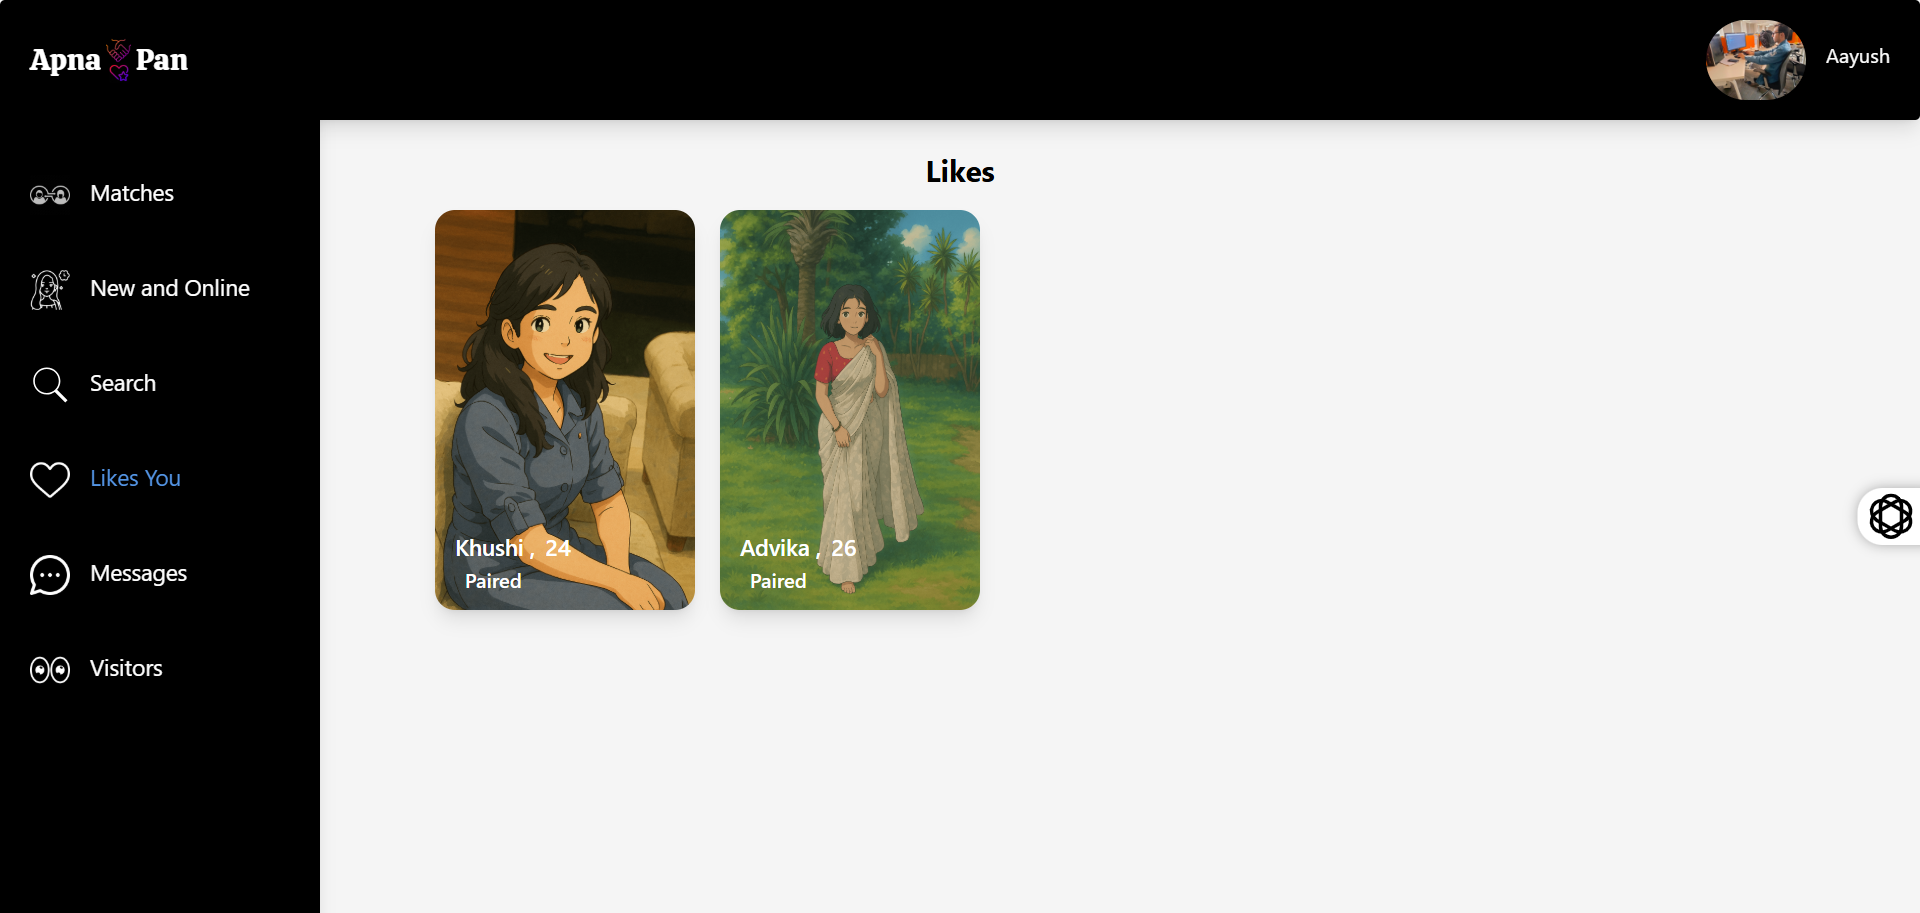 Apna Pan
Aayush
Matches
New and Online
Search
Likes You
Messages
Visitors
Likes
Khushi , 24
Paired
Advika , 26
Paired